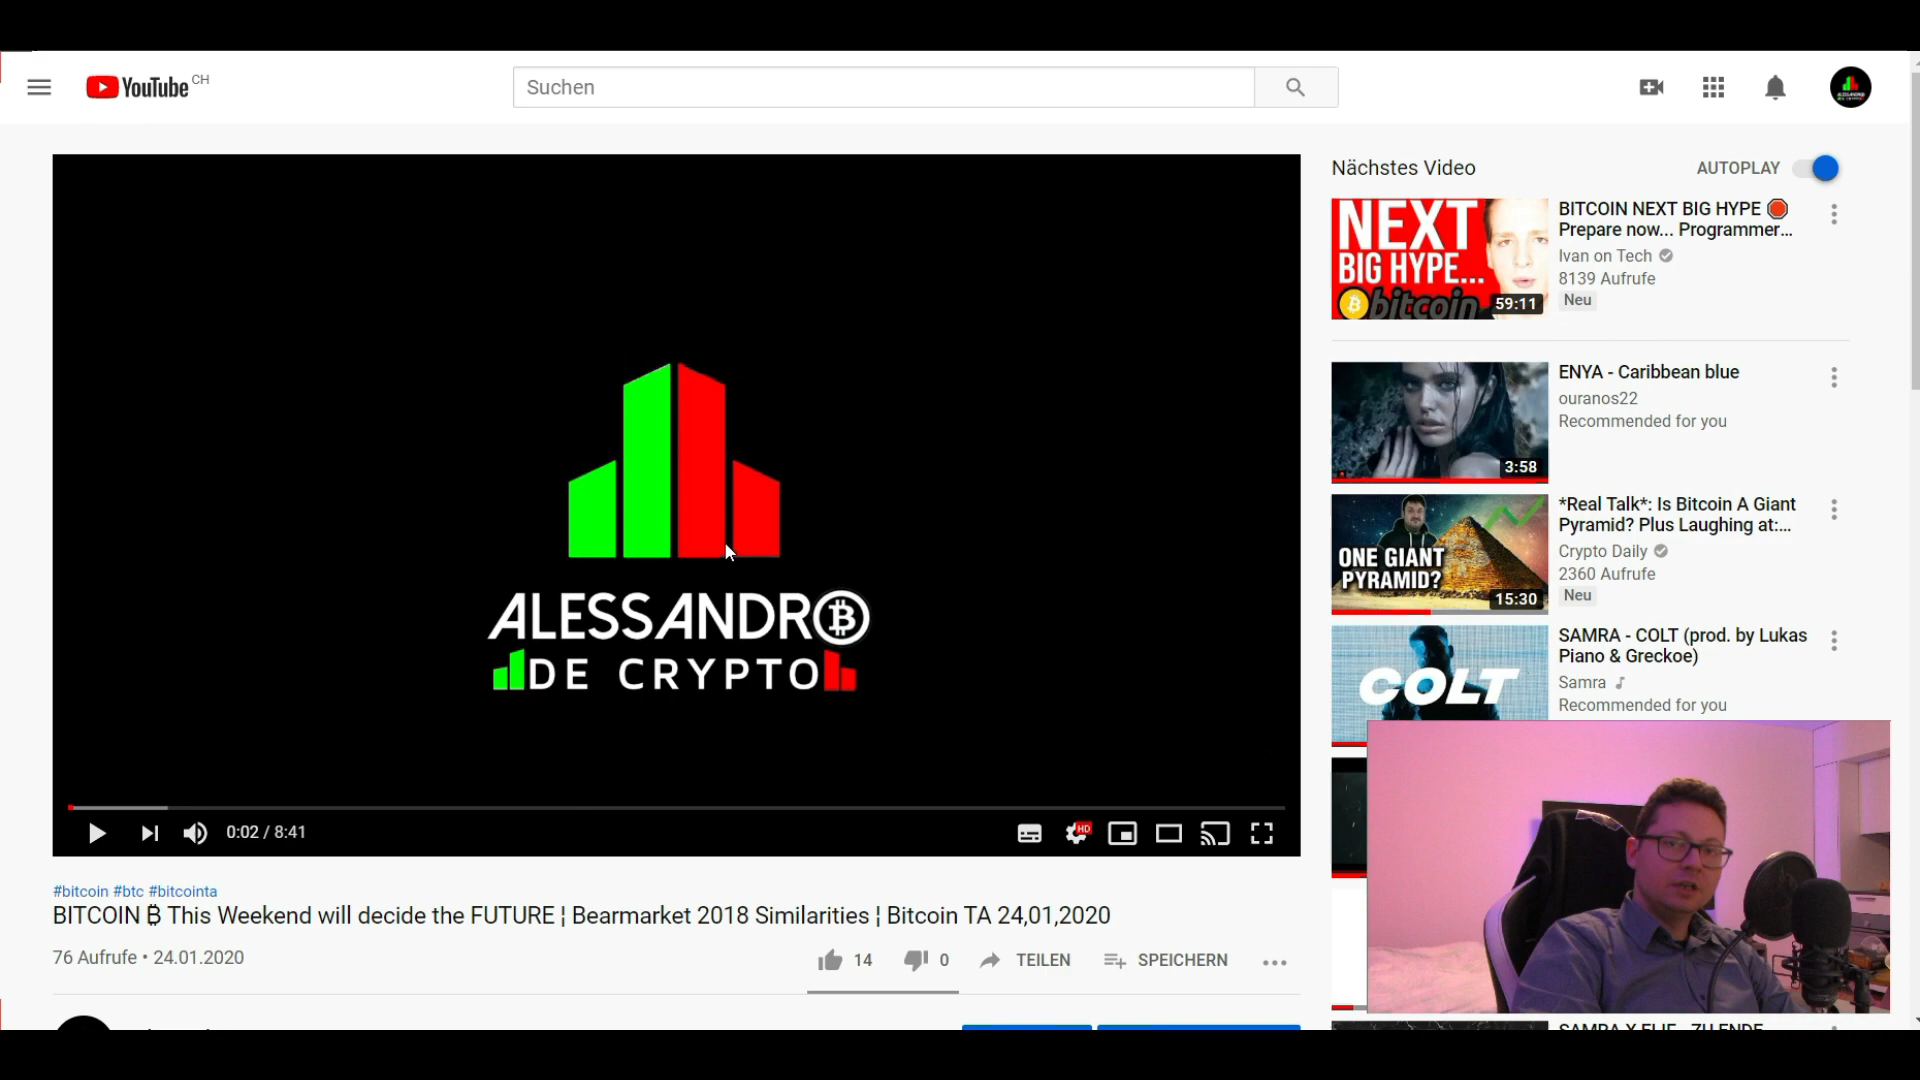 YouTube CH
Suchen
ALESSANDRO
DE CRYPTO
0:02 / 8:41
HD
#bitcoin #btc #bitcointa
BITCOIN ₿ This Weekend will decide the FUTURE ¦ Bearmarket 2018 Similarities ¦ Bitcoin TA 24,01,2020
76 Aufrufe • 24.01.2020
14
0
TEILEN
SPEICHERN
Nächstes Video
AUTOPLAY
NEXT
BIG HYPE...
bitcoin
59:11
BITCOIN NEXT BIG HYPE 🛑
Prepare now... Programmer...
Ivan on Tech
8139 Aufrufe
Neu
3:58
ENYA - Caribbean blue
ouranos22
Recommended for you
ONE GIANT
PYRAMID?
15:30
*Real Talk*: Is Bitcoin A Giant
Pyramid? Plus Laughing at:...
Crypto Daily
2360 Aufrufe
Neu
COLT
SAMRA - COLT (prod. by Lukas
Piano & Greckoe)
Samra
Recommended for you
SAMRA X ELIF - ZU ENDE